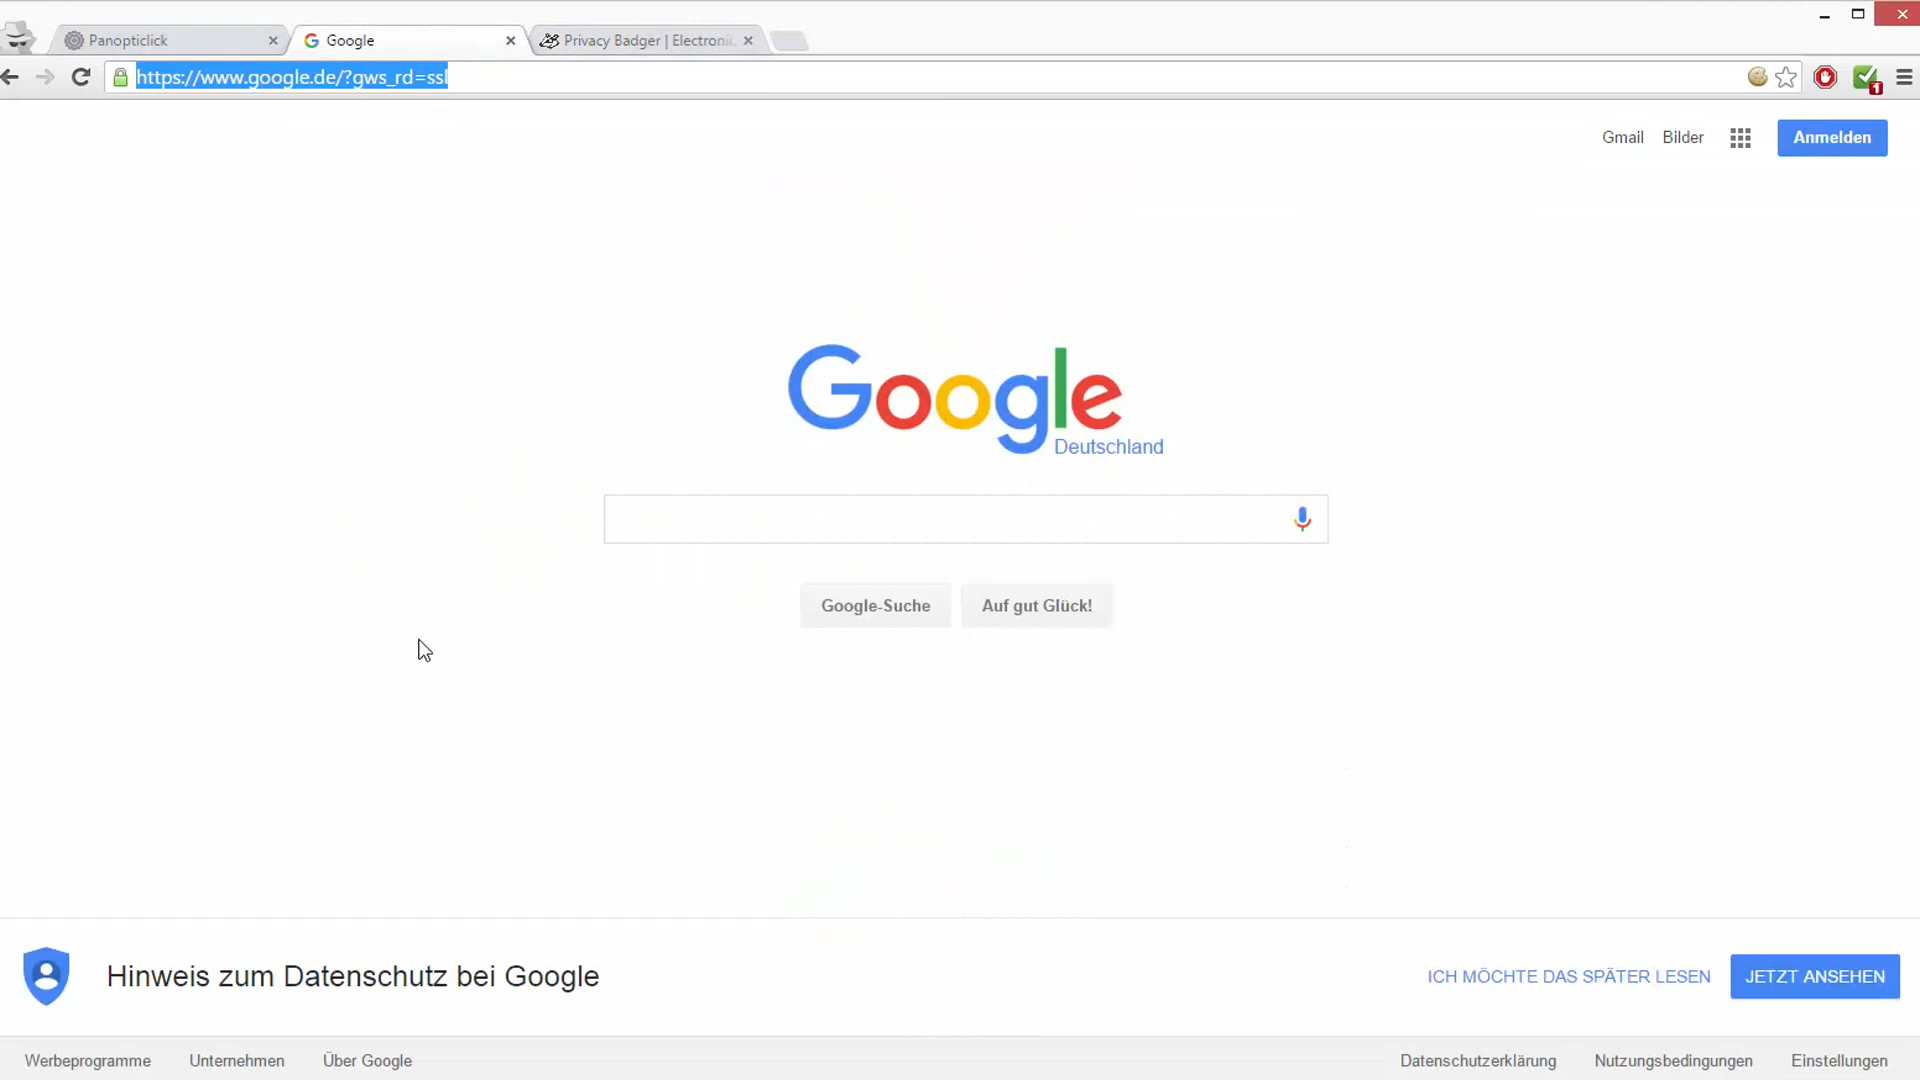 Panopticlick
Google
Privacy Badger | Electroni
https://www.google.de/?gws_rd=ssl
1
Gmail
Bilder
Anmelden
Google
Deutschland
Google-Suche
Auf gut Glück!
Hinweis zum Datenschutz bei Google
ICH MÖCHTE DAS SPÄTER LESEN
JETZT ANSEHEN
Werbeprogramme
Unternehmen
Über Google
Datenschutzerklärung
Nutzungsbedingungen
Einstellungen